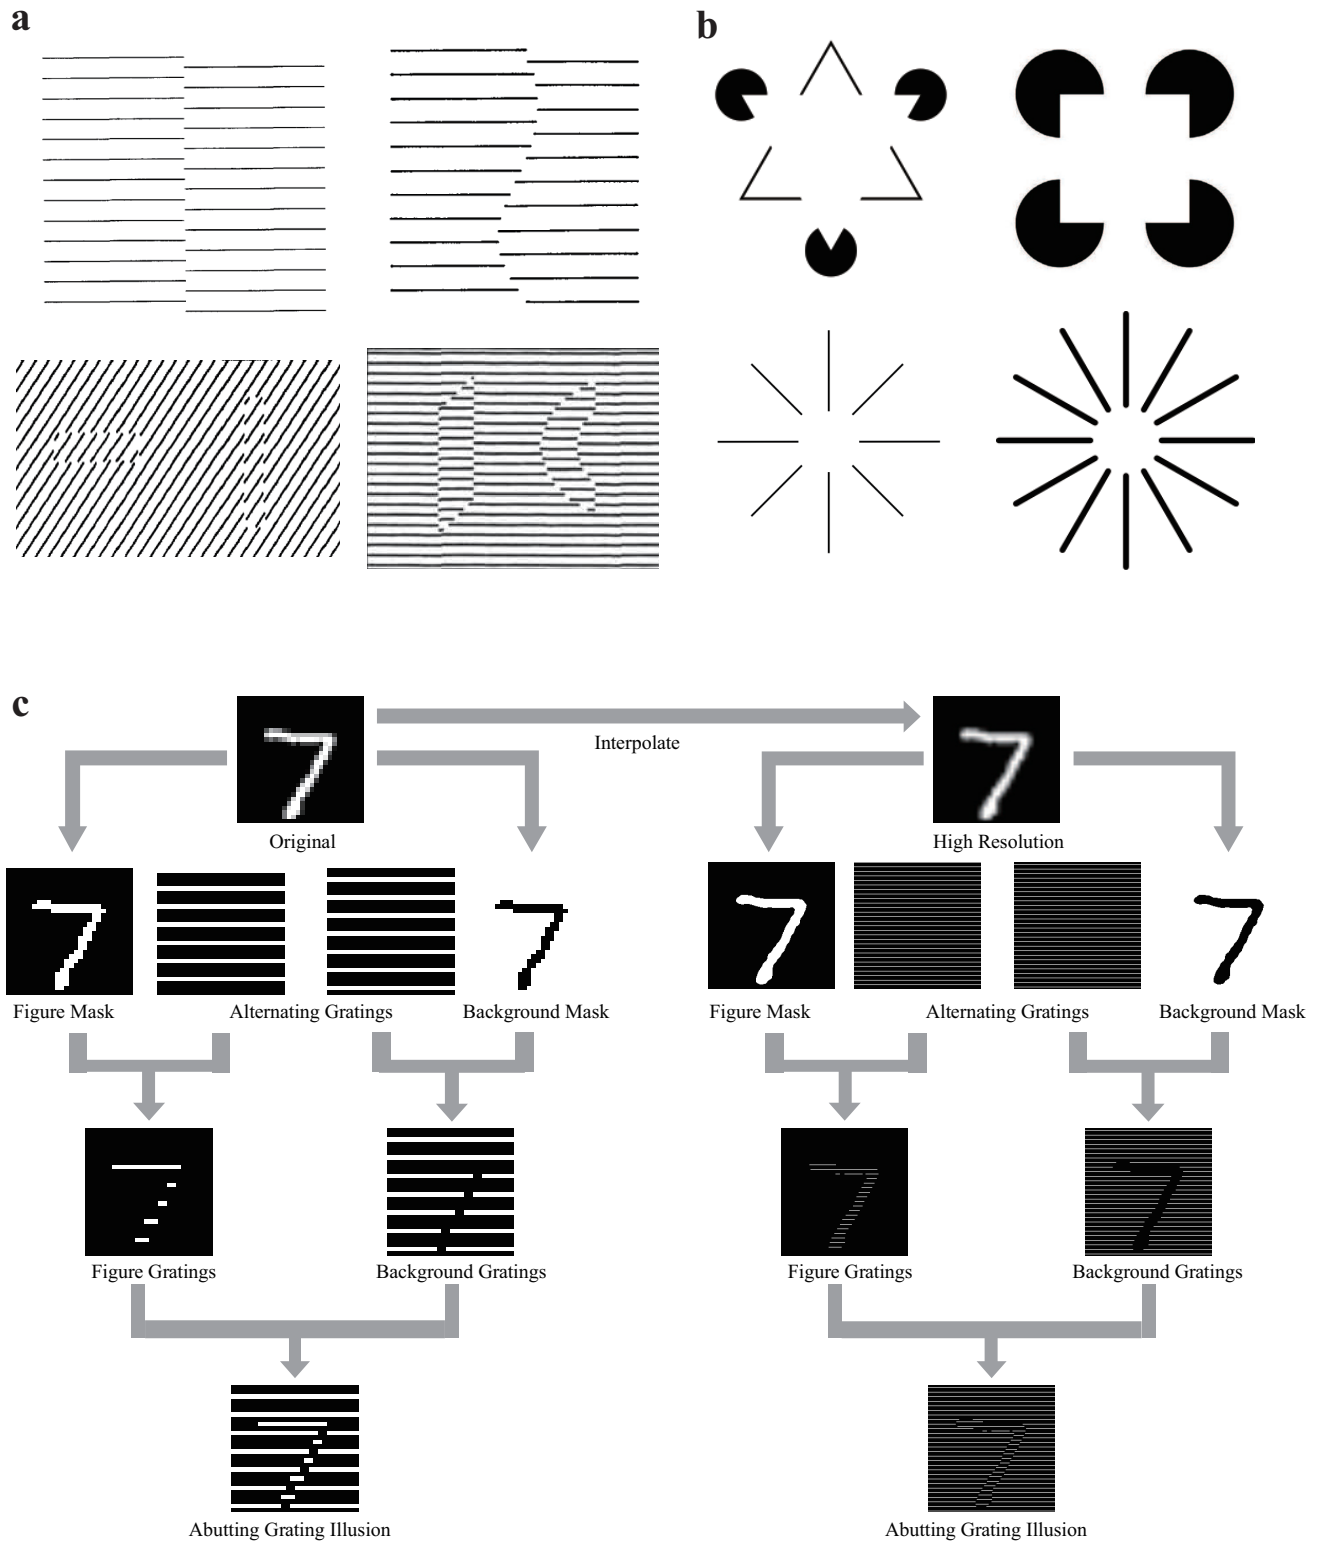 a
b
c
Interpolate
Original
High Resolution
Figure Mask
Alternating Gratings
Background Mask
Figure Mask
Alternating Gratings
Background Mask
Figure Gratings
Background Gratings
Figure Gratings
Background Gratings
Abutting Grating Illusion
Abutting Grating Illusion